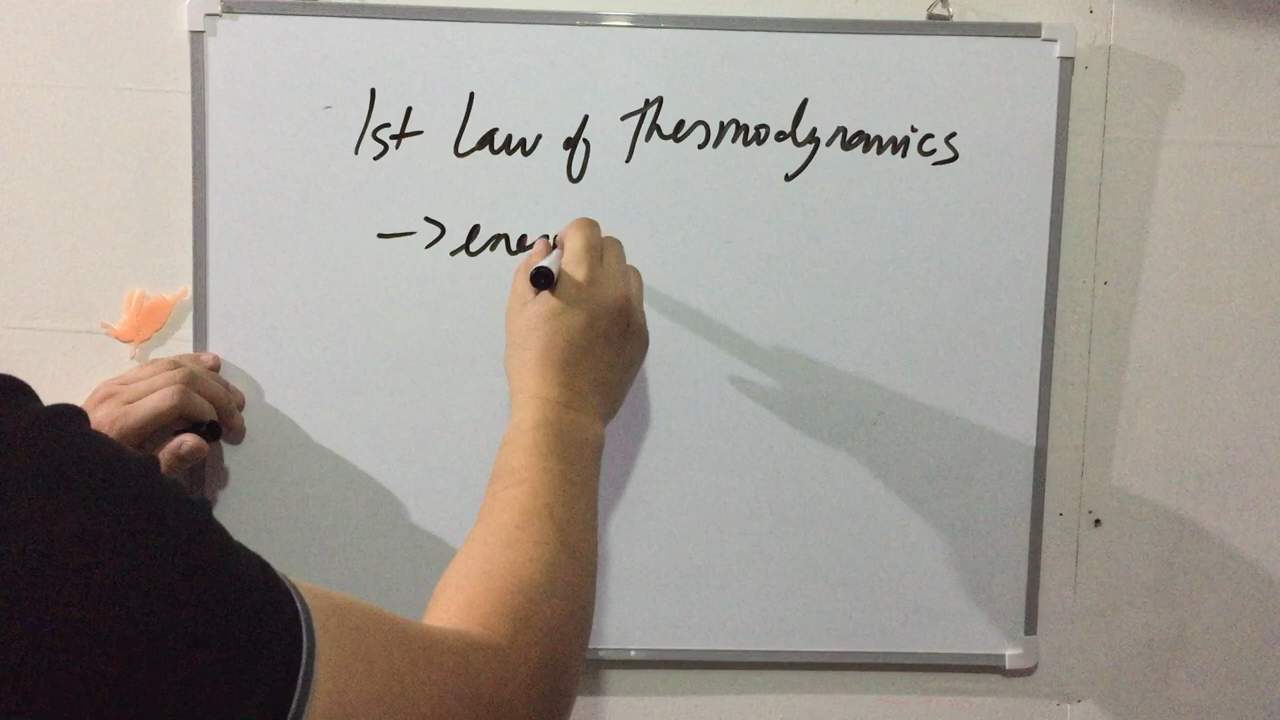 1st Law of Thermodynamics
-> ener